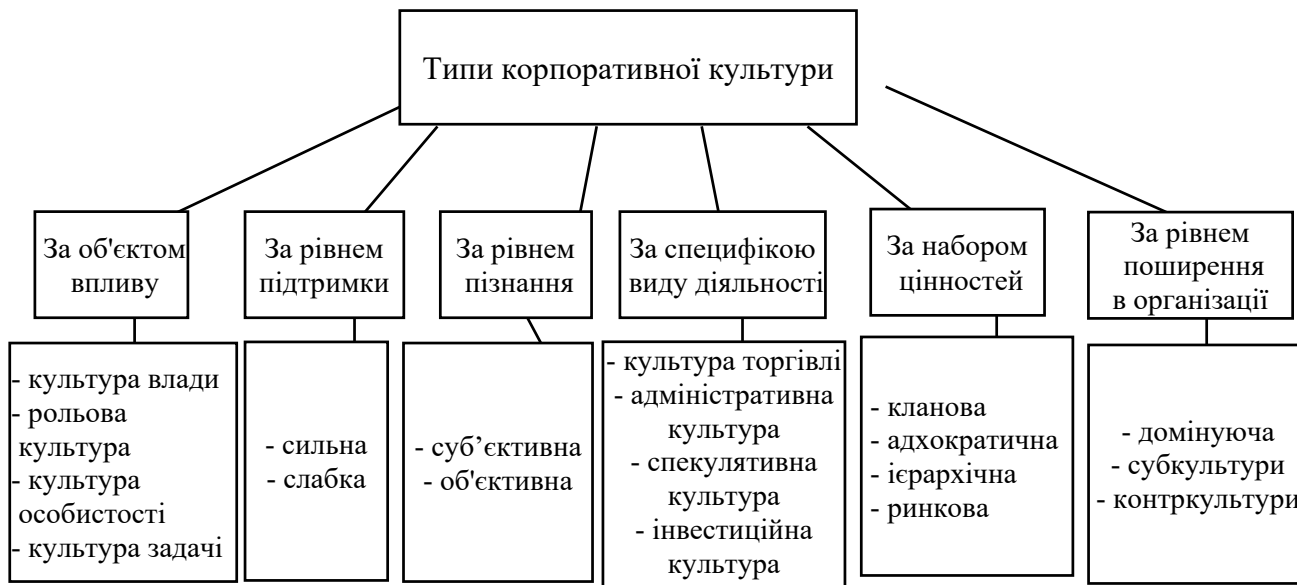 Типи корпоративної культури
За об'єктом
впливу
За рівнем
підтримки
За рівнем
пізнання
За специфікою
виду діяльності
За набором
цінностей
За рівнем
поширення
в організації
- культура влади
- рольова
культура
- культура
особистості
- культура задачі
- сильна
- слабка
- суб’єктивна
- об'єктивна
- культура торгівлі
- адміністративна
культура
- спекулятивна
культура
- інвестиційна
культура
- кланова
- адхократична
- ієрархічна
- ринкова
- домінуюча
- субкультури
- контркультури